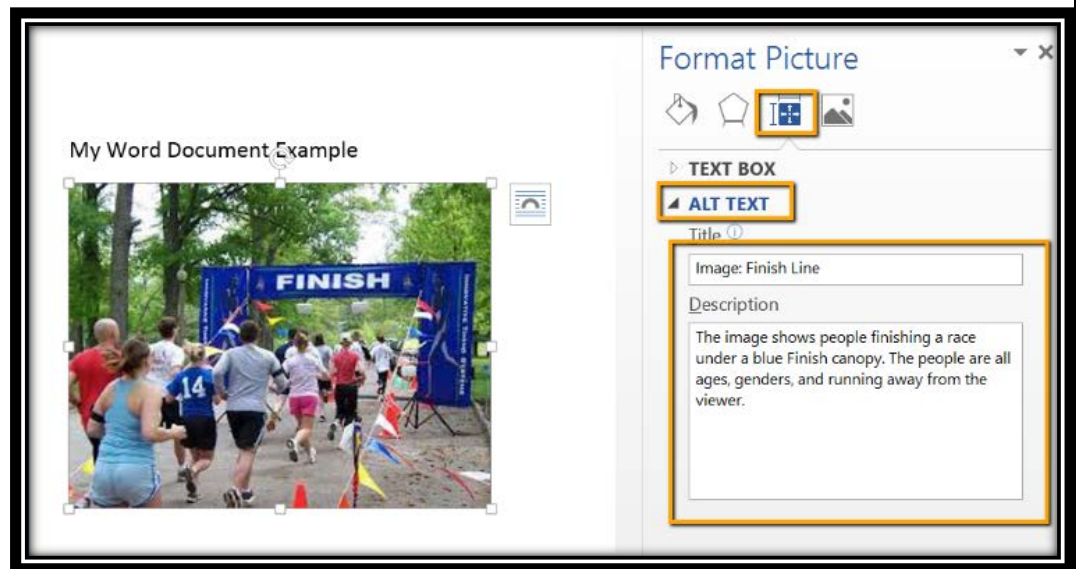 My Word Document Example
FINISH
14
Format Picture
TEXT BOX
ALT TEXT
Title
Image: Finish Line
Description
The image shows people finishing a race
under a blue Finish canopy. The people are all
ages, genders, and running away from the
viewer.